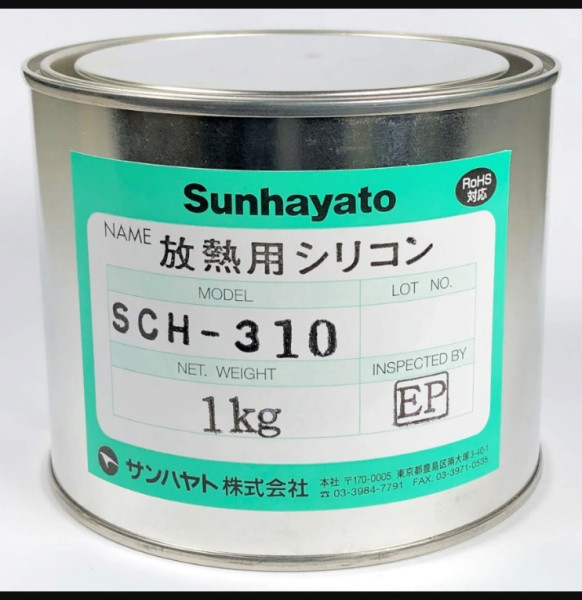 Sunhayato
RoHS
対応
NAME 放熱用シリコン
MODEL
LOT NO.
SCH-310
NET. WEIGHT
INSPECTED BY
1kg
EP
サンハヤト株式会社
本社 〒170-0005 東京都豊島区南大塚3-40-1
☎ 03-3984-7791 FAX. 03-3971-0535